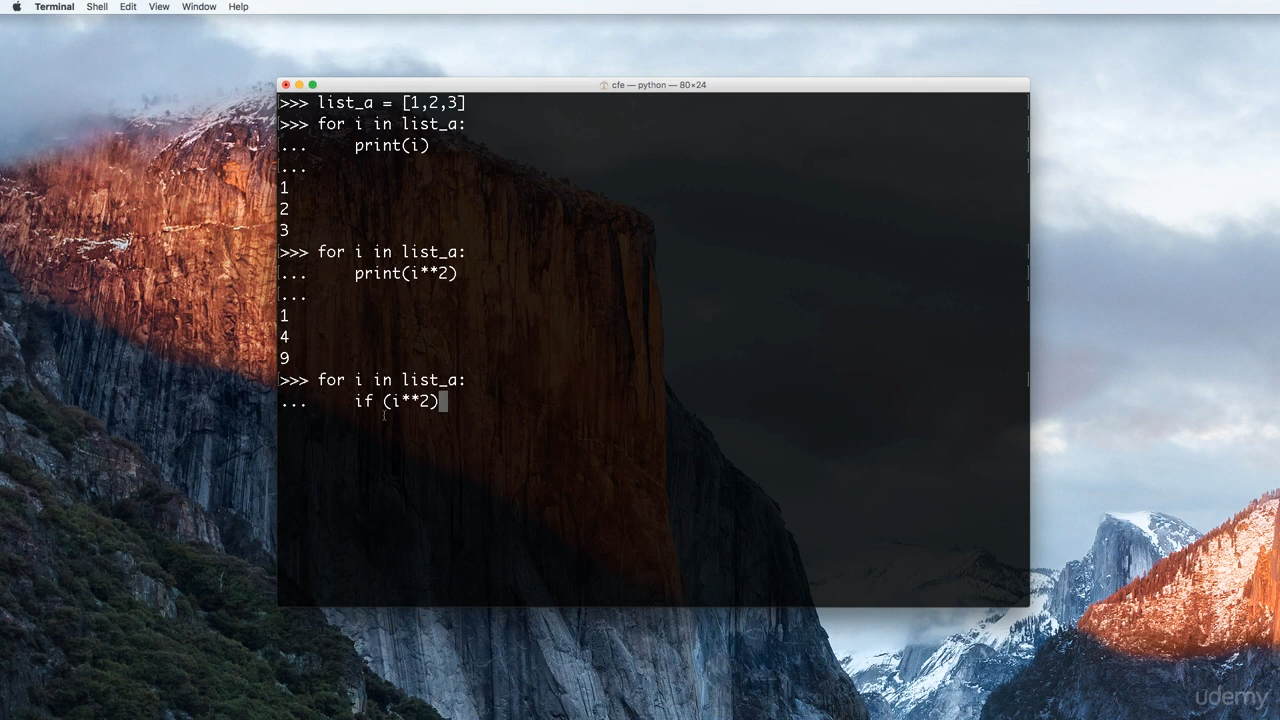 Terminal Shell Edit View Window Help
cfe — python — 80×24
>>> list_a = [1,2,3]
>>> for i in list_a:
...     print(i)
...
1
2
3
>>> for i in list_a:
...     print(i**2)
...
1
4
9
>>> for i in list_a:
...     if (i**2)
udemy